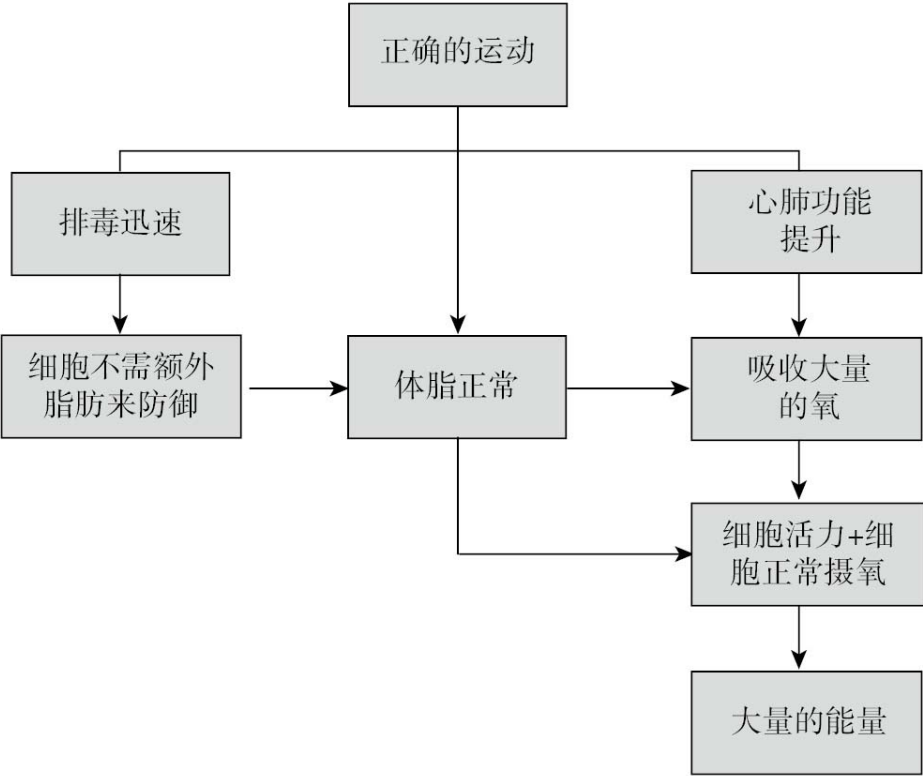 正确的运动
排毒迅速
心肺功能
提升
细胞不需额外
脂肪来防御
体脂正常
吸收大量
的氧
细胞活力+细
胞正常摄氧
大量的能量